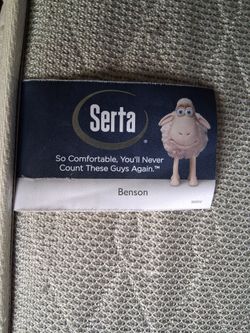 Serta®
So Comfortable, You'll Never
Count These Guys Again.™
Benson